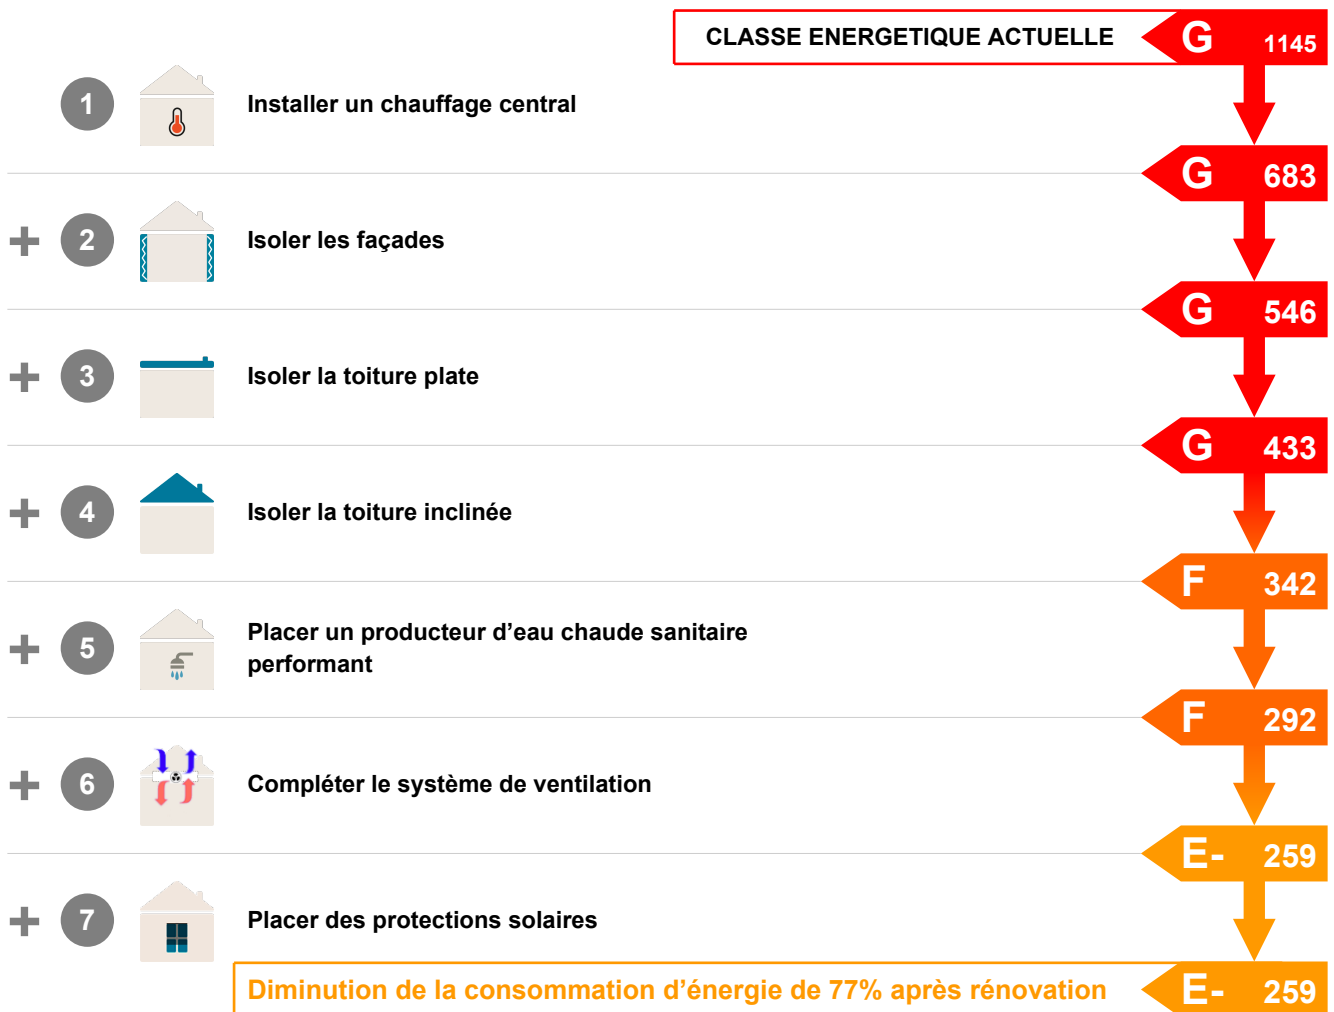 CLASSE ENERGETIQUE ACTUELLE G 1145
1 Installer un chauffage central
G 683
+ 2 Isoler les façades
G 546
+ 3 Isoler la toiture plate
G 433
+ 4 Isoler la toiture inclinée
F 342
+ 5 Placer un producteur d’eau chaude sanitaire
performant
F 292
+ 6 Compléter le système de ventilation
E- 259
+ 7 Placer des protections solaires
Diminution de la consommation d’énergie de 77% après rénovation E- 259